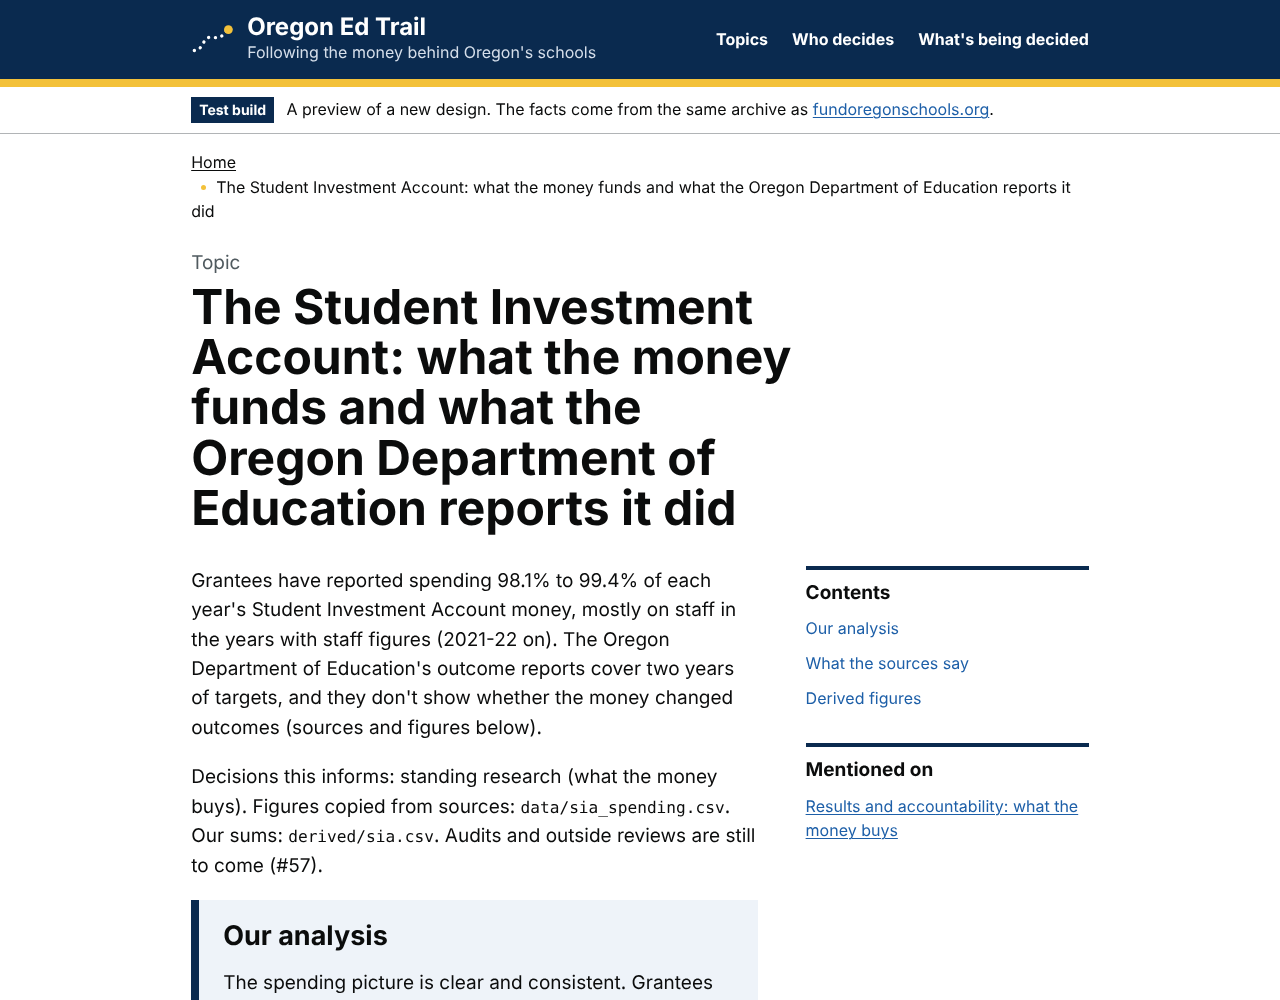 Oregon Ed Trail
Following the money behind Oregon's schools
Topics Who decides What's being decided
Test build A preview of a new design. The facts come from the same archive as fundoregonschools.org.
Home
The Student Investment Account: what the money funds and what the Oregon Department of Education reports it
did
Topic
The Student Investment
Account: what the money
funds and what the
Oregon Department of
Education reports it did
Grantees have reported spending 98.1% to 99.4% of each
year's Student Investment Account money, mostly on staff in
the years with staff figures (2021-22 on). The Oregon
Department of Education's outcome reports cover two years
of targets, and they don't show whether the money changed
outcomes (sources and figures below).
Decisions this informs: standing research (what the money
buys). Figures copied from sources: data/sia_spending.csv.
Our sums: derived/sia.csv. Audits and outside reviews are still
to come (#57).
Our analysis
The spending picture is clear and consistent. Grantees
Contents
Our analysis
What the sources say
Derived figures
Mentioned on
Results and accountability: what the
money buys